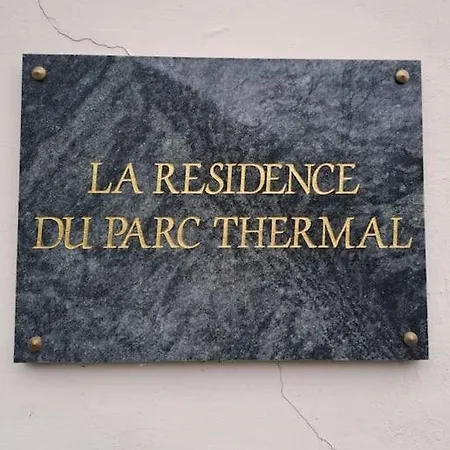 LA RESIDENCE
DU PARC THERMAL